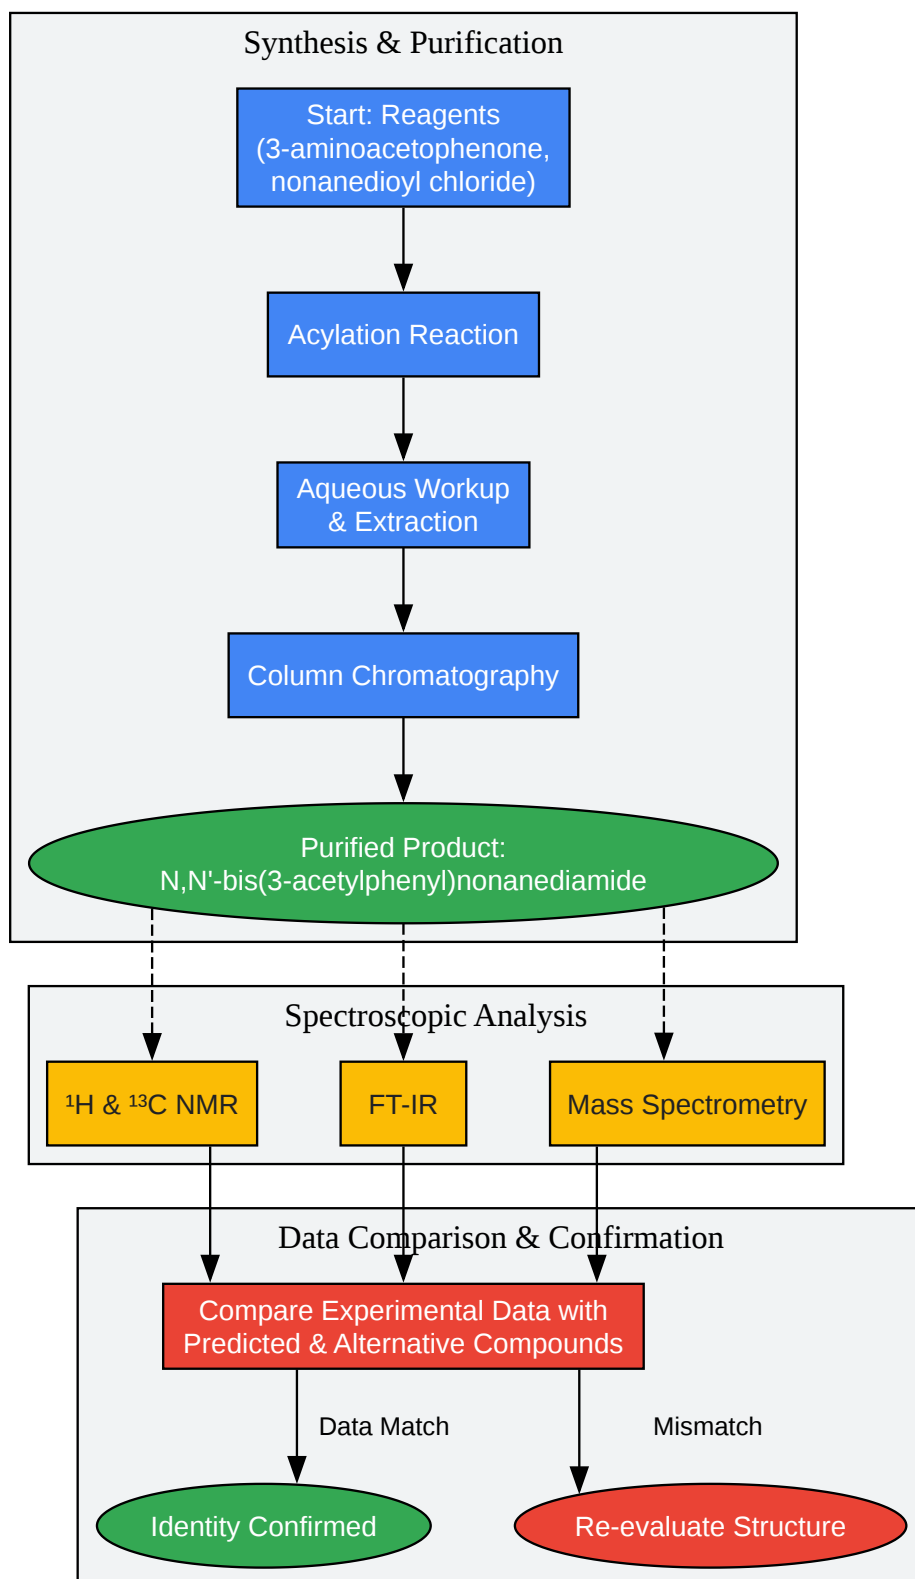 Synthesis & Purification
Start: Reagents
(3-aminoacetophenone,
nonanedioyl chloride)
Acylation Reaction
Aqueous Workup
& Extraction
Column Chromatography
Purified Product:
N,N'-bis(3-acetylphenyl)nonanediamide
Spectroscopic Analysis
¹H & ¹³C NMR
FT-IR
Mass Spectrometry
Data Comparison & Confirmation
Compare Experimental Data with
Predicted & Alternative Compounds
Data Match
Mismatch
Identity Confirmed
Re-evaluate Structure